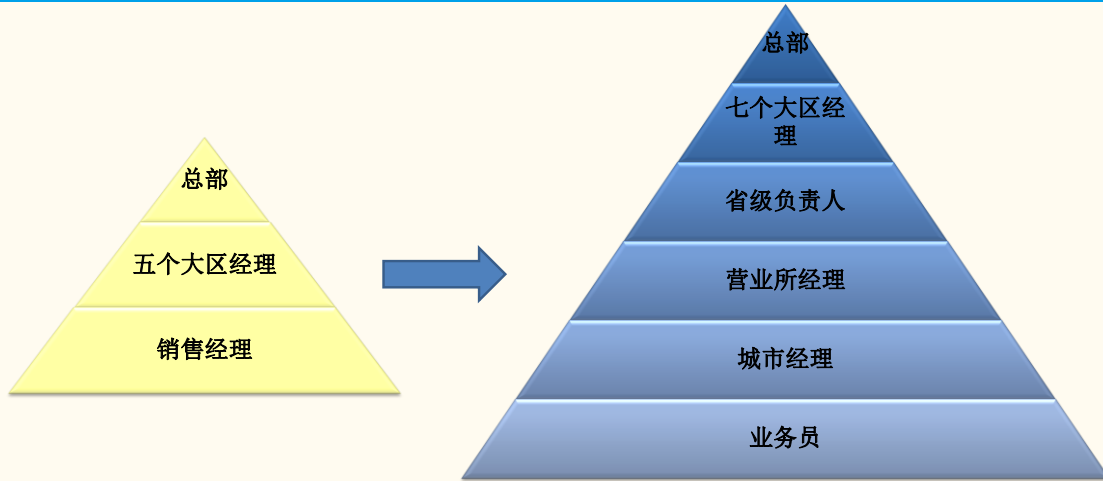 总部
五个大区经理
销售经理
总部
七个大区经
理
省级负责人
营业所经理
城市经理
业务员